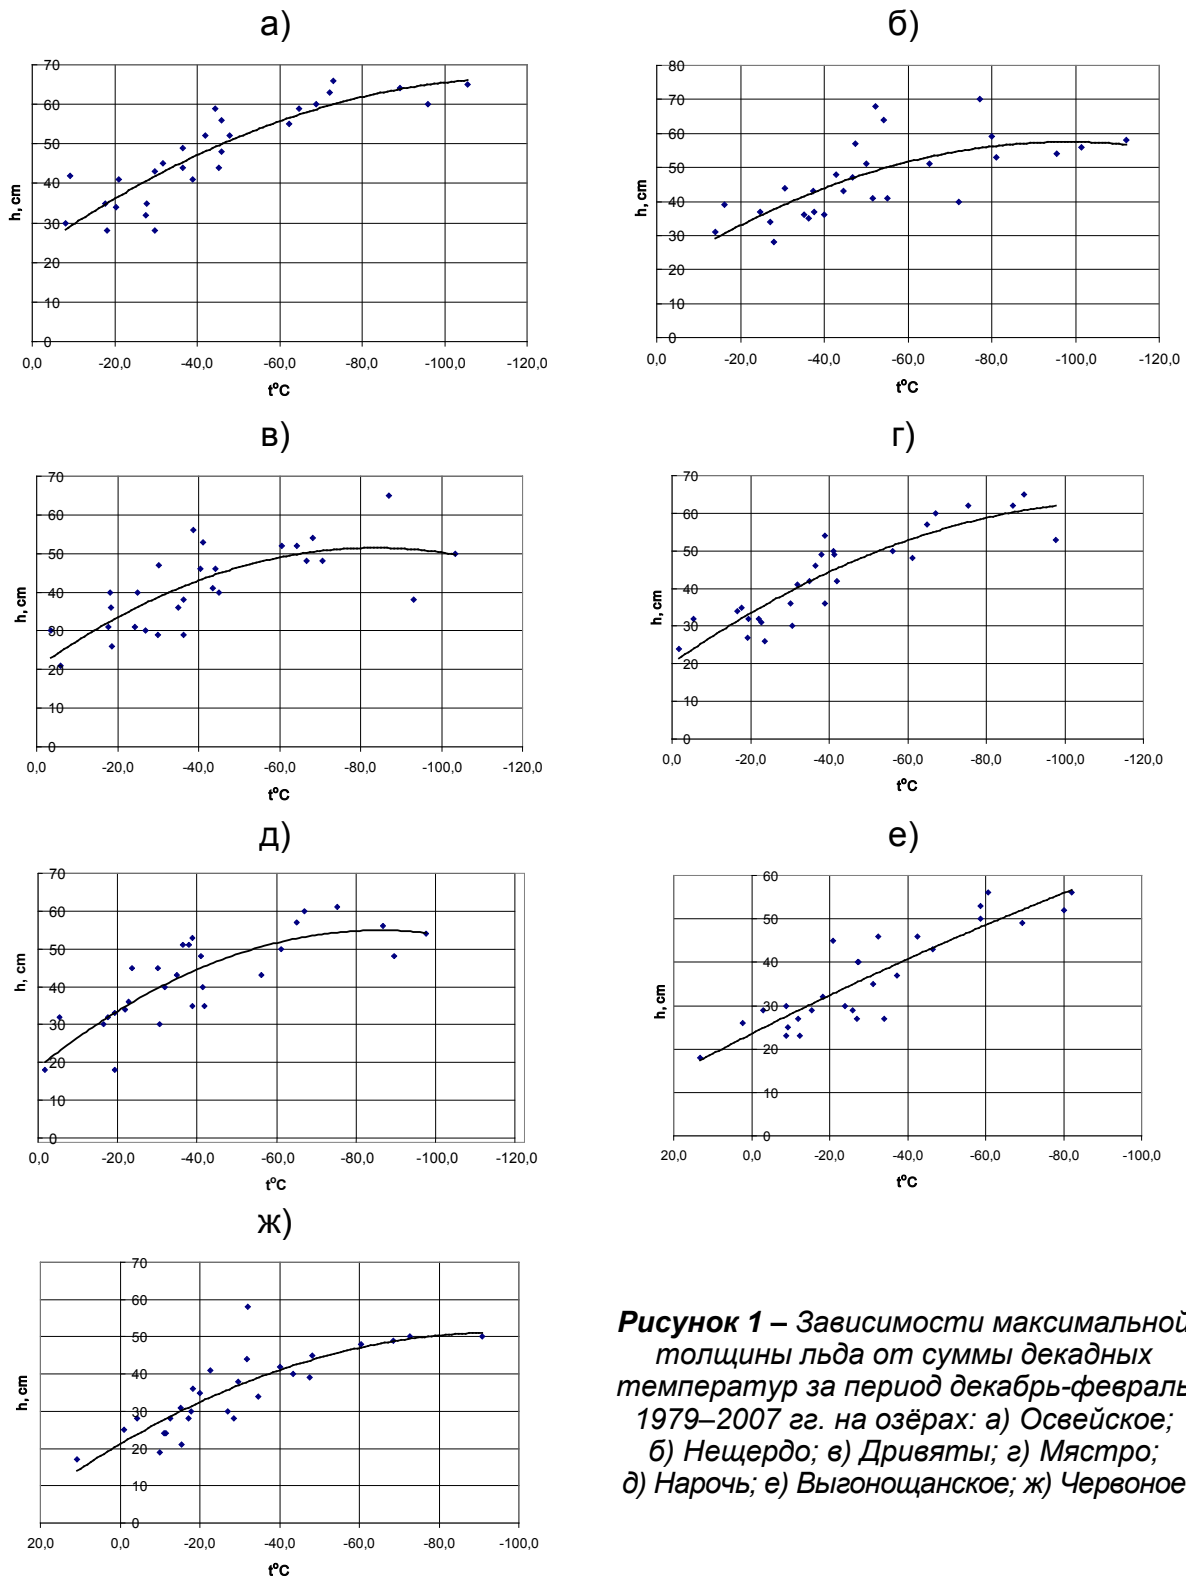 а)
70
60
50
40
30
20
10
0
h, cm
0,0 -20,0 -40,0 -60,0 -80,0 -100,0 -120,0
t°C
б)
80
70
60
50
40
30
20
10
0
h, cm
0,0 -20,0 -40,0 -60,0 -80,0 -100,0 -120,0
t°C
в)
70
60
50
40
30
20
10
0
h, cm
0,0 -20,0 -40,0 -60,0 -80,0 -100,0 -120,0
t°C
г)
70
60
50
40
30
20
10
0
h, cm
0,0 -20,0 -40,0 -60,0 -80,0 -100,0 -120,0
t°C
д)
70
60
50
40
30
20
10
0
h, cm
0,0 -20,0 -40,0 -60,0 -80,0 -100,0 -120,0
t°C
е)
60
50
40
30
20
10
0
h, cm
20,0 0,0 -20,0 -40,0 -60,0 -80,0 -100,0
t°C
ж)
70
60
50
40
30
20
10
0
h, cm
20,0 0,0 -20,0 -40,0 -60,0 -80,0 -100,0
t°C
Рисунок 1 – Зависимости максимальной
толщины льда от суммы декадных
температур за период декабрь-февраль
1979–2007 гг. на озёрах: а) Освейское;
б) Нещердо; в) Дривяты; г) Мястро;
д) Нарочь; е) Выгонощанское; ж) Червоное